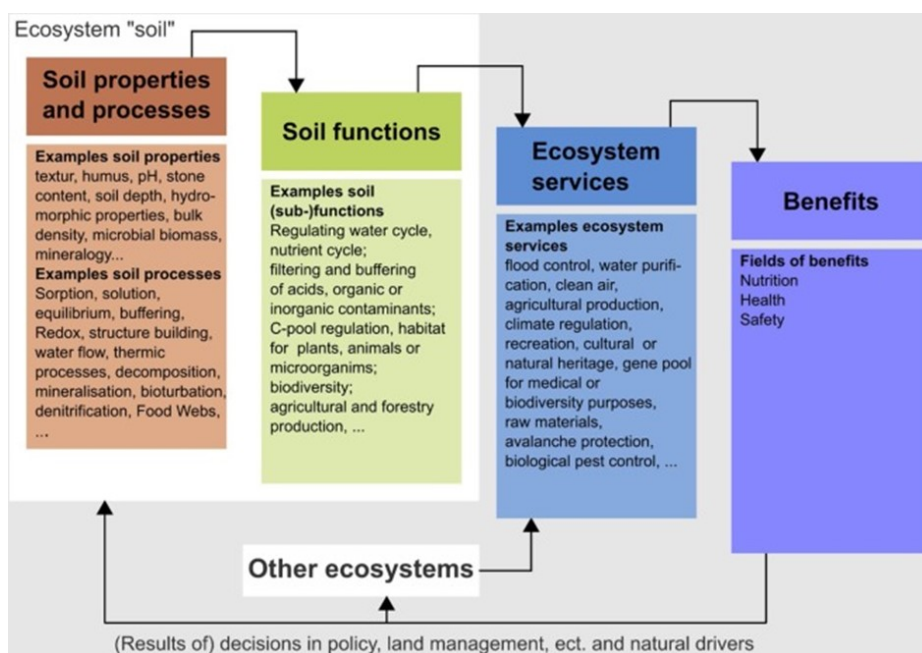 Ecosystem "soil"
Soil properties
and processes
Examples soil properties
textur, humus, pH, stone
content, soil depth, hydro-
morphic properties, bulk
density, microbial biomass,
mineralogy...
Examples soil processes
Sorption, solution,
equilibrium, buffering,
Redox, structure building,
water flow, thermic
processes, decomposition,
mineralisation, bioturbation,
denitrification, Food Webs,
...
Soil functions
Examples soil
(sub-)functions
Regulating water cycle,
nutrient cycle;
filtering and buffering
of acids, organic or
inorganic contaminants;
C-pool regulation, habitat
for plants, animals or
microorganims;
biodiversity;
agricultural and forestry
production, ...
Ecosystem
services
Examples ecosystem
services
flood control, water purifi-
cation, clean air,
agricultural production,
climate regulation,
recreation, cultural or
natural heritage, gene pool
for medical or
biodiversity purposes,
raw materials,
avalanche protection,
biological pest control, ...
Benefits
Fields of benefits
Nutrition
Health
Safety
Other ecosystems
(Results of) decisions in policy, land management, ect. and natural drivers